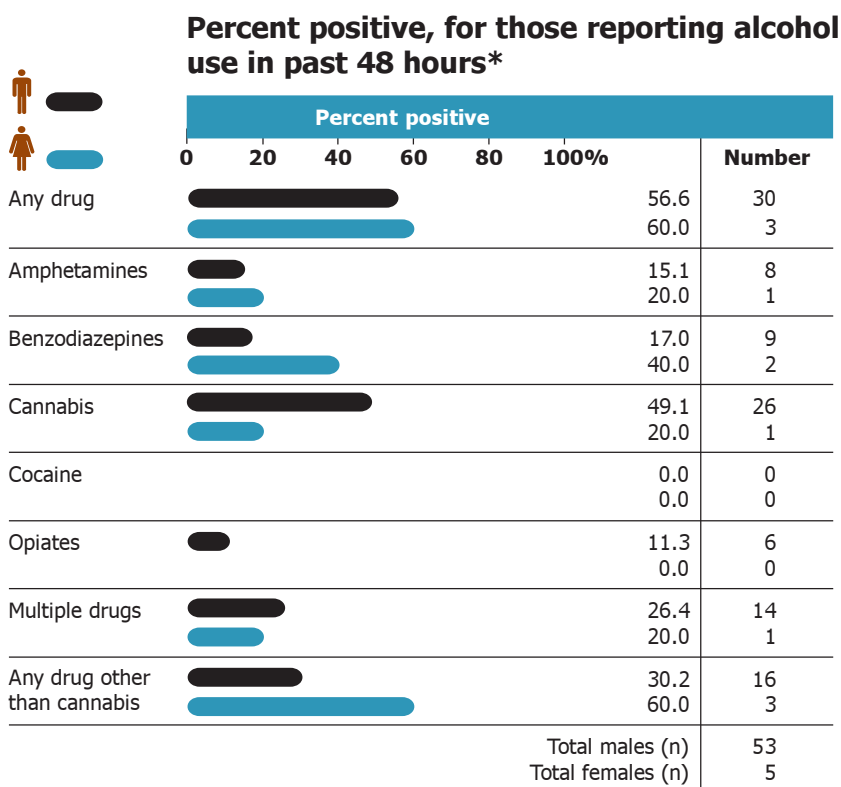 Percent positive, for those reporting alcohol
use in past 48 hours*
Percent positive
0 20 40 60 80 100% Number
Any drug 56.6 30
60.0 3
Amphetamines 15.1 8
20.0 1
Benzodiazepines 17.0 9
40.0 2
Cannabis 49.1 26
20.0 1
Cocaine 0.0 0
0.0 0
Opiates 11.3 6
0.0 0
Multiple drugs 26.4 14
20.0 1
Any drug other 30.2 16
than cannabis 60.0 3
Total males (n) 53
Total females (n) 5